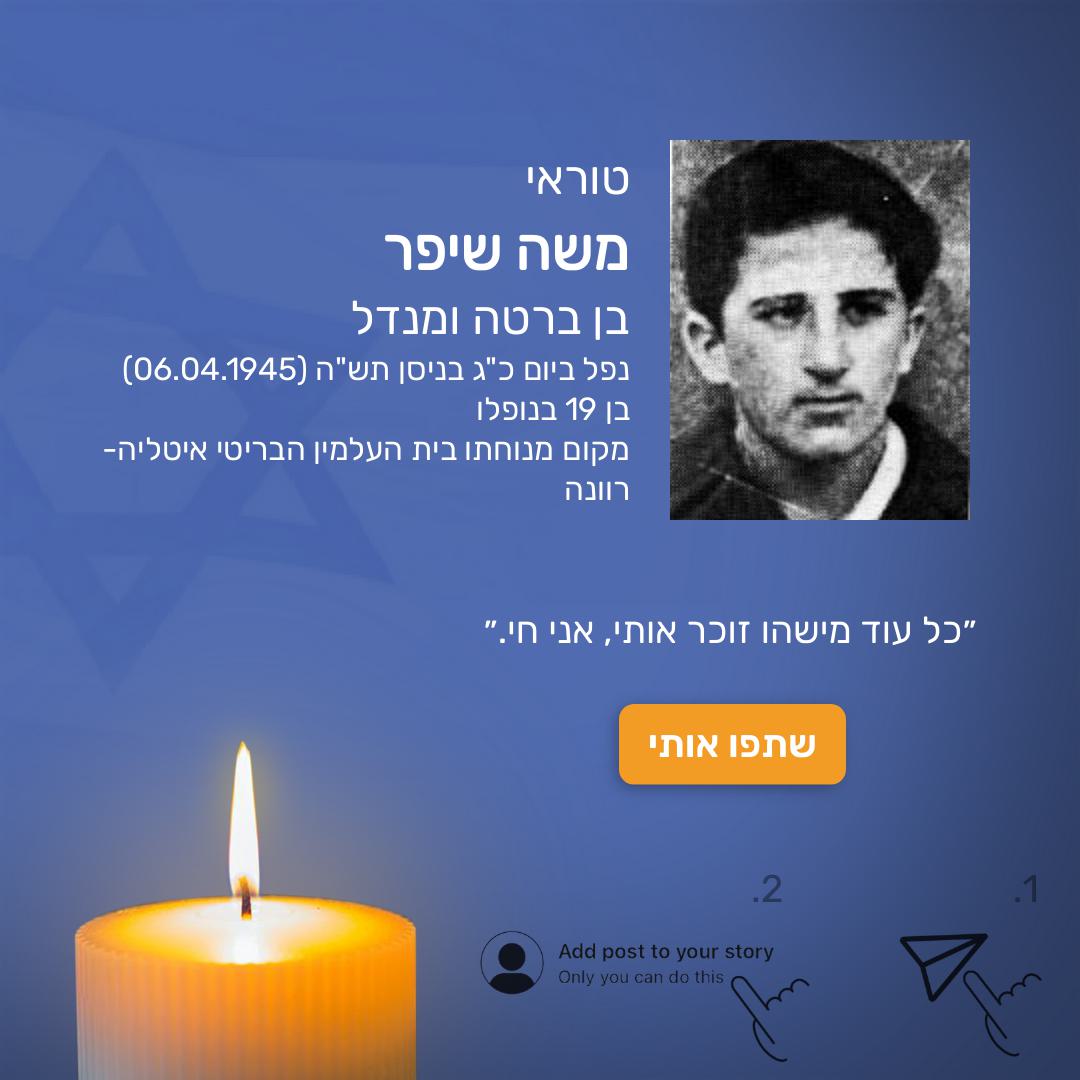 טוראי
משה שיפר
בן ברטה ומנדל
נפל ביום כ"ג בניסן תש"ה (06.04.1945)
בן 19 בנופלו
מקום מנוחתו בית העלמין הבריטי איטליה-
רוונה
״כל עוד מישהו זוכר אותי, אני חי.״
שתפו אותי
1.
2.
Add post to your story
Only you can do this